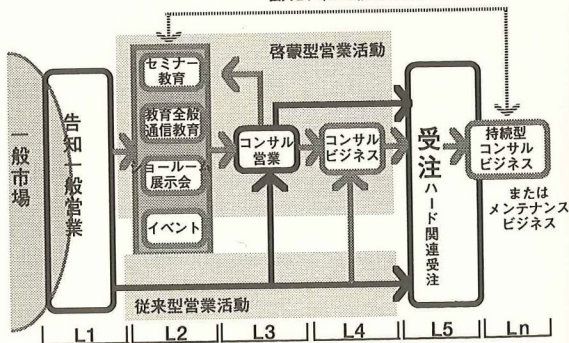 啓蒙型営業活動
一般市場
告知一般営業
セミナー
教育
教育全般
通信教育
ショールーム
展示会
イベント
コンサル
営業
コンサル
ビジネス
受注
ハード関連受注
持続型
コンサル
ビジネス
または
メンテナンス
ビジネス
従来型営業活動
L1
L2
L3
L4
L5
Ln